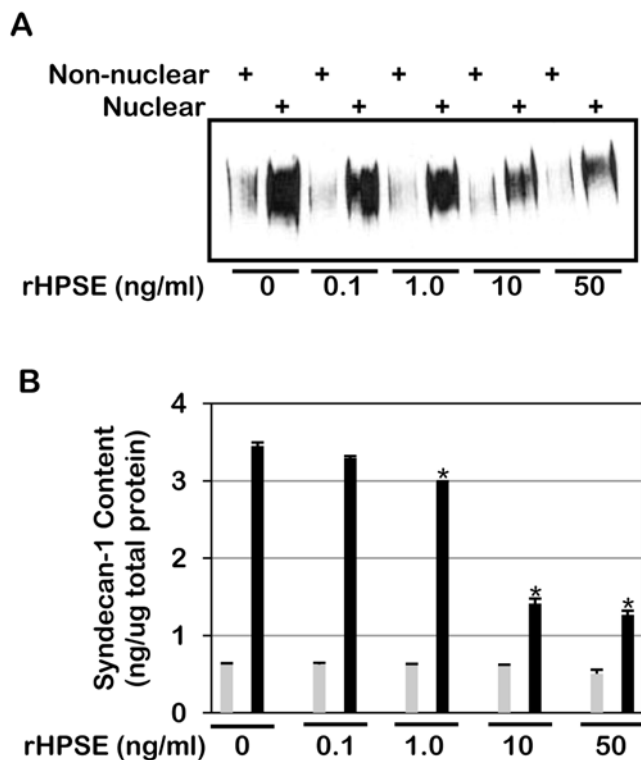 A
Non-nuclear + + + + +
Nuclear + + + + +
rHPSE (ng/ml) 0 0.1 1.0 10 50
B
Syndecan-1 Content
(ng/ug total protein)
4
3
2
1
0
* * *
rHPSE (ng/ml) 0 0.1 1.0 10 50